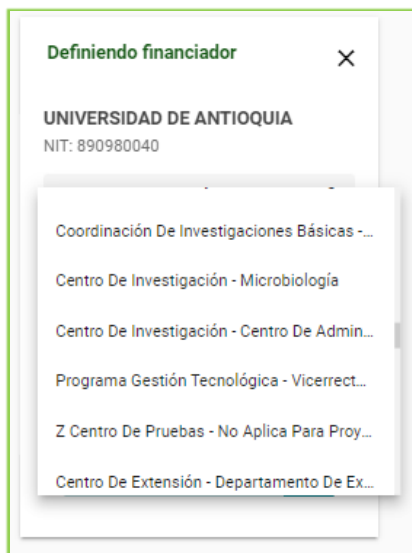 Definiendo financiador
UNIVERSIDAD DE ANTIOQUIA
NIT: 890980040
Coordinación De Investigaciones Básicas -...
Centro De Investigación - Microbiología
Centro De Investigación - Centro De Admin...
Programa Gestión Tecnológica - Vicerrect...
Z Centro De Pruebas - No Aplica Para Proy...
Centro De Extensión - Departamento De Ex...